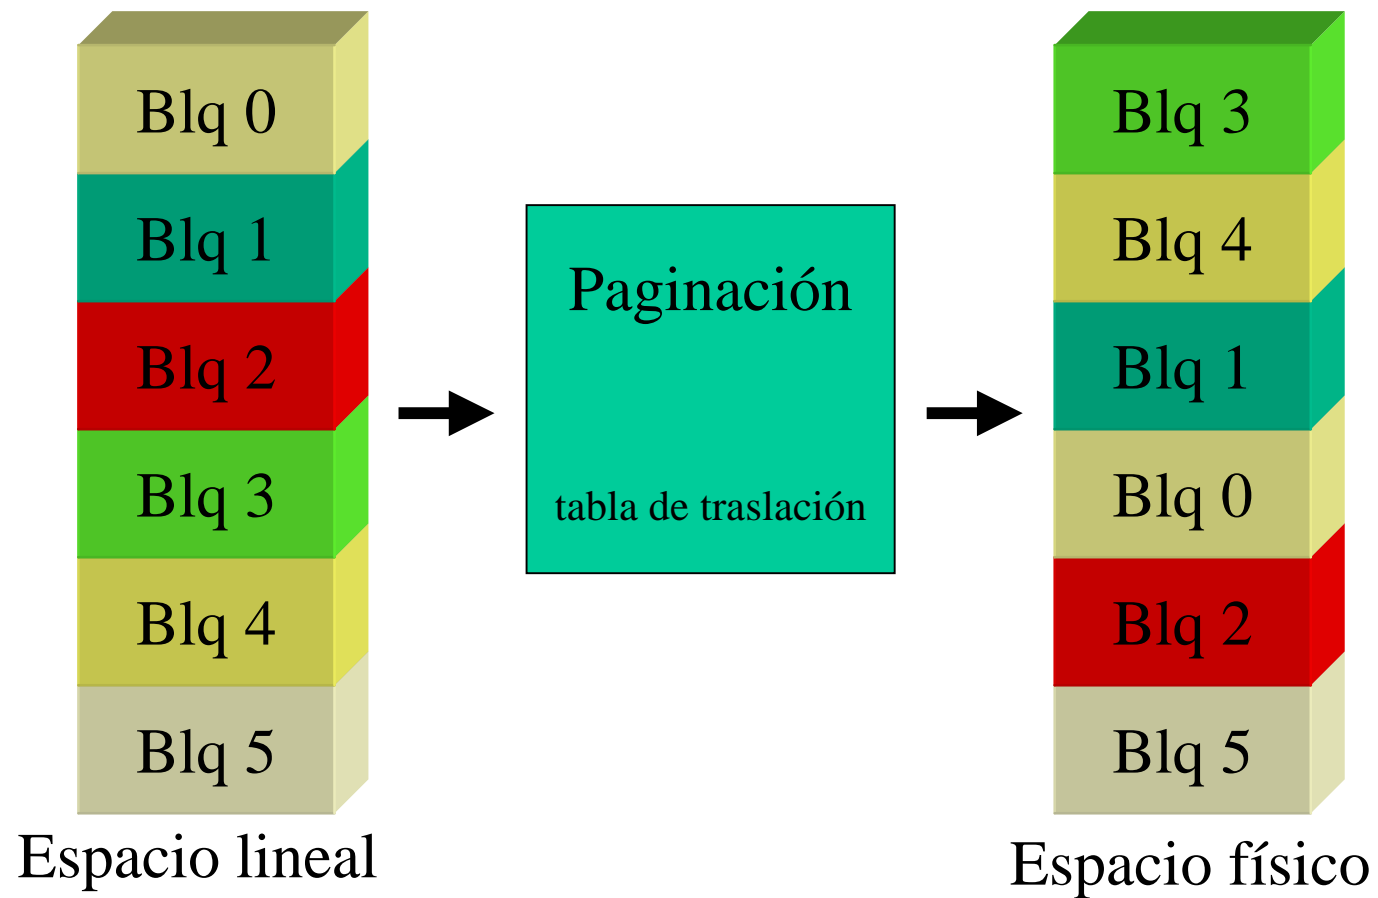 Blq 0
Blq 1
Blq 2
Blq 3
Blq 4
Blq 5
Espacio lineal
Paginación
tabla de traslación
Blq 3
Blq 4
Blq 1
Blq 0
Blq 2
Blq 5
Espacio físico